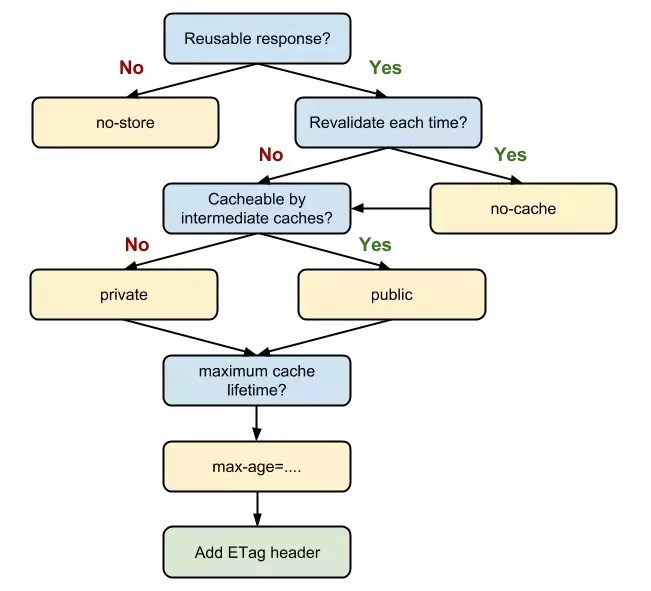 Reusable response?
No
Yes
no-store
Revalidate each time?
No
Yes
Cacheable by
intermediate caches?
no-cache
No
Yes
private
public
maximum cache
lifetime?
max-age=....
Add ETag header